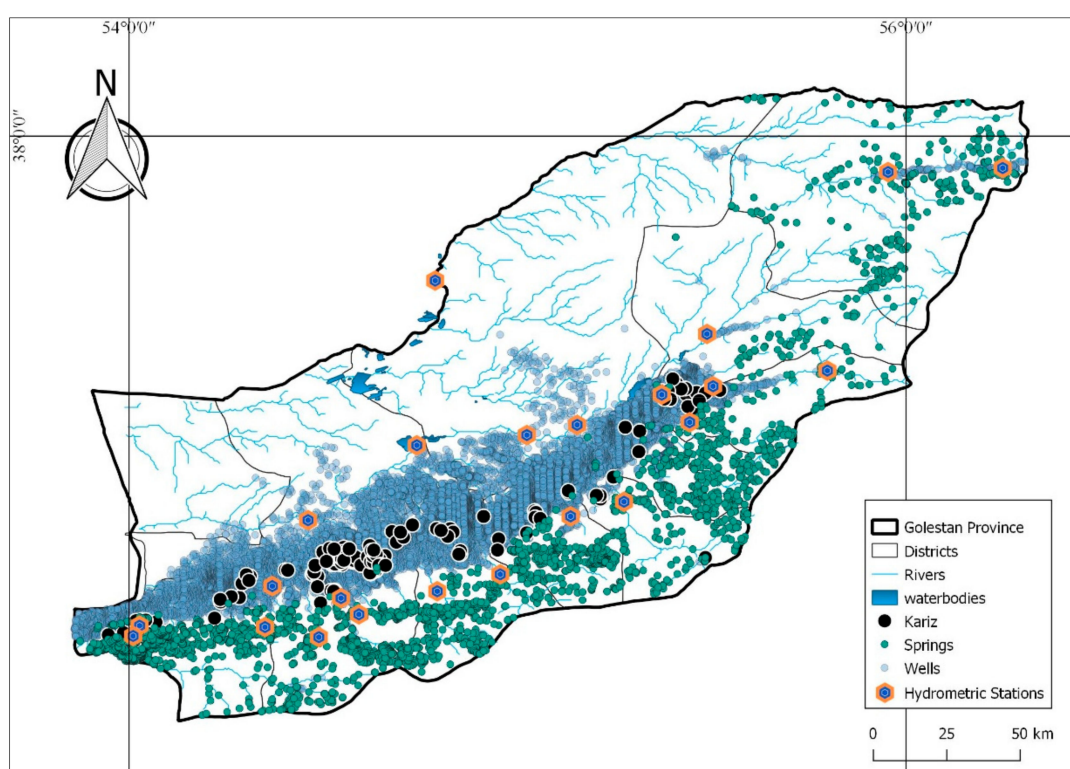 54°0'0"
56°0'0"
38°0'0"
N
Golestan Province
Districts
Rivers
waterbodies
Kariz
Springs
Wells
Hydrometric Stations
0 25 50 km